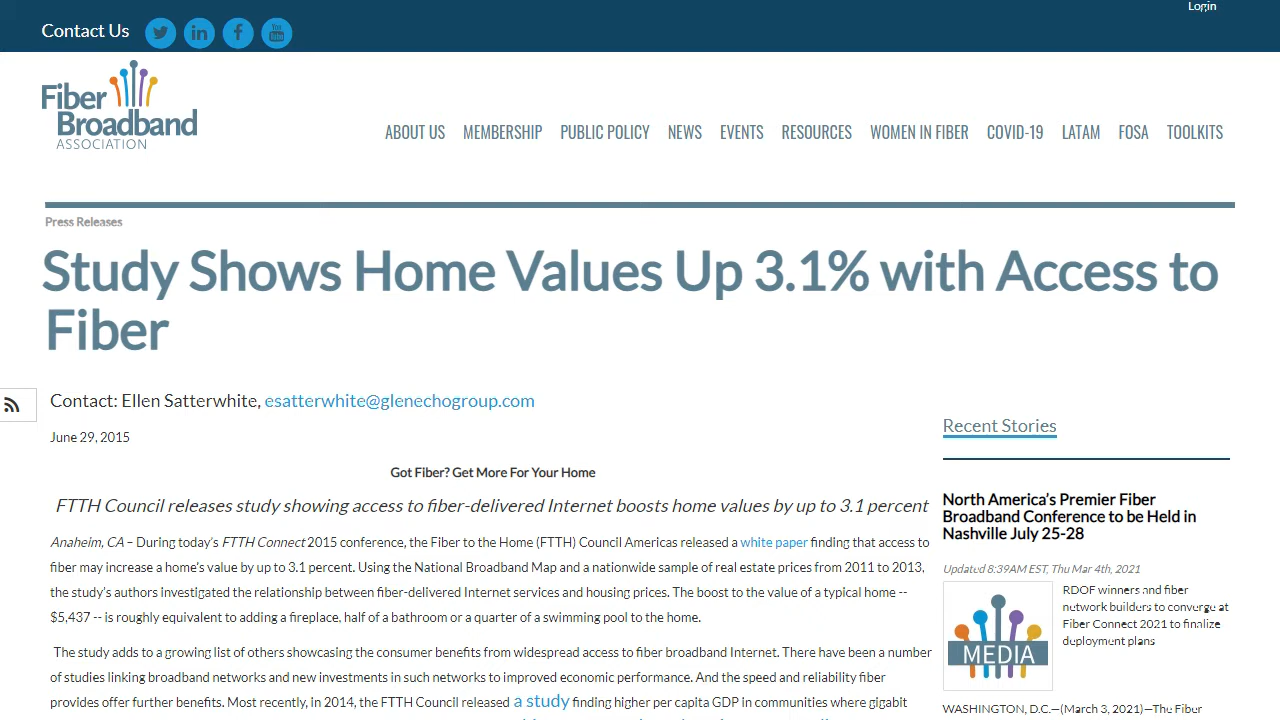 Login
Contact Us
You
Tube
Fiber
Broadband
ASSOCIATION
ABOUT US MEMBERSHIP PUBLIC POLICY NEWS EVENTS RESOURCES WOMEN IN FIBER COVID-19 LATAM FOSA TOOLKITS
Press Releases
Study Shows Home Values Up 3.1% with Access to
Fiber
Contact: Ellen Satterwhite, esatterwhite@glenechogroup.com
June 29, 2015
Got Fiber? Get More For Your Home
FTTH Council releases study showing access to fiber-delivered Internet boosts home values by up to 3.1 percent
Anaheim, CA – During today's FTTH Connect 2015 conference, the Fiber to the Home (FTTH) Council Americas released a white paper finding that access to
fiber may increase a home's value by up to 3.1 percent. Using the National Broadband Map and a nationwide sample of real estate prices from 2011 to 2013,
the study's authors investigated the relationship between fiber-delivered Internet services and housing prices. The boost to the value of a typical home --
$5,437 -- is roughly equivalent to adding a fireplace, half of a bathroom or a quarter of a swimming pool to the home.
The study adds to a growing list of others showcasing the consumer benefits from widespread access to fiber broadband Internet. There have been a number
of studies linking broadband networks and new investments in such networks to improved economic performance. And the speed and reliability fiber
provides offer further benefits. Most recently, in 2014, the FTTH Council released a study finding higher per capita GDP in communities where gigabit
Recent Stories
North America's Premier Fiber
Broadband Conference to be Held in
Nashville July 25-28
Updated 8:39AM EST, Thu Mar 4th, 2021
MEDIA
RDOF winners and fiber
network builders to converge at
Fiber Connect 2021 to finalize
deployment plans
WASHINGTON, D.C.—(March 3, 2021)—The Fiber